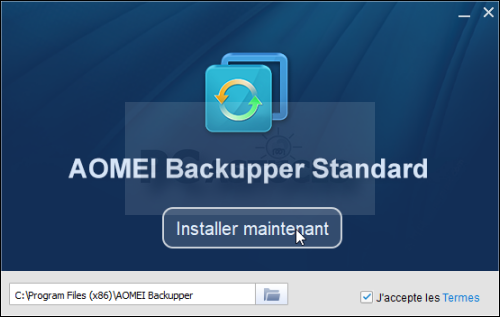 AOMEI Backupper Standard
Installer maintenant
C:\Program Files (x86)\AOMEI Backupper
J'accepte les Termes